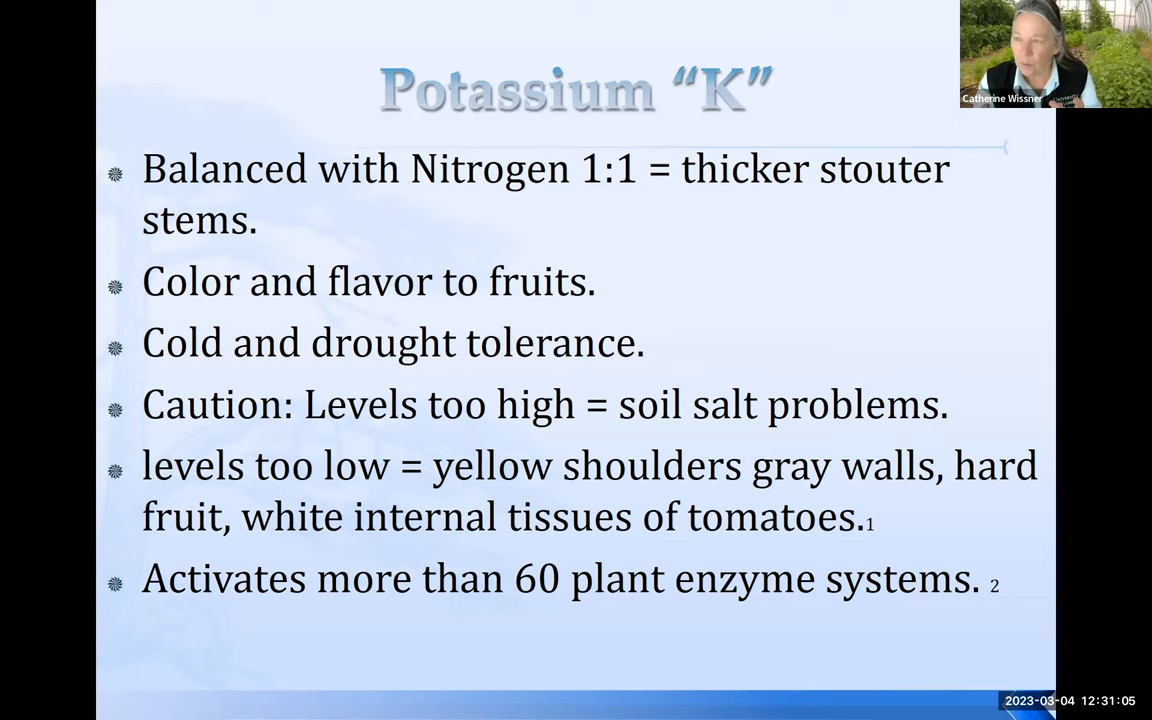 Potassium “K”
Catherine Wissner
Balanced with Nitrogen 1:1 = thicker stouter
stems.
Color and flavor to fruits.
Cold and drought tolerance.
Caution: Levels too high = soil salt problems.
levels too low = yellow shoulders gray walls, hard
fruit, white internal tissues of tomatoes.1
Activates more than 60 plant enzyme systems. 2
2023-03-04 12:31:05